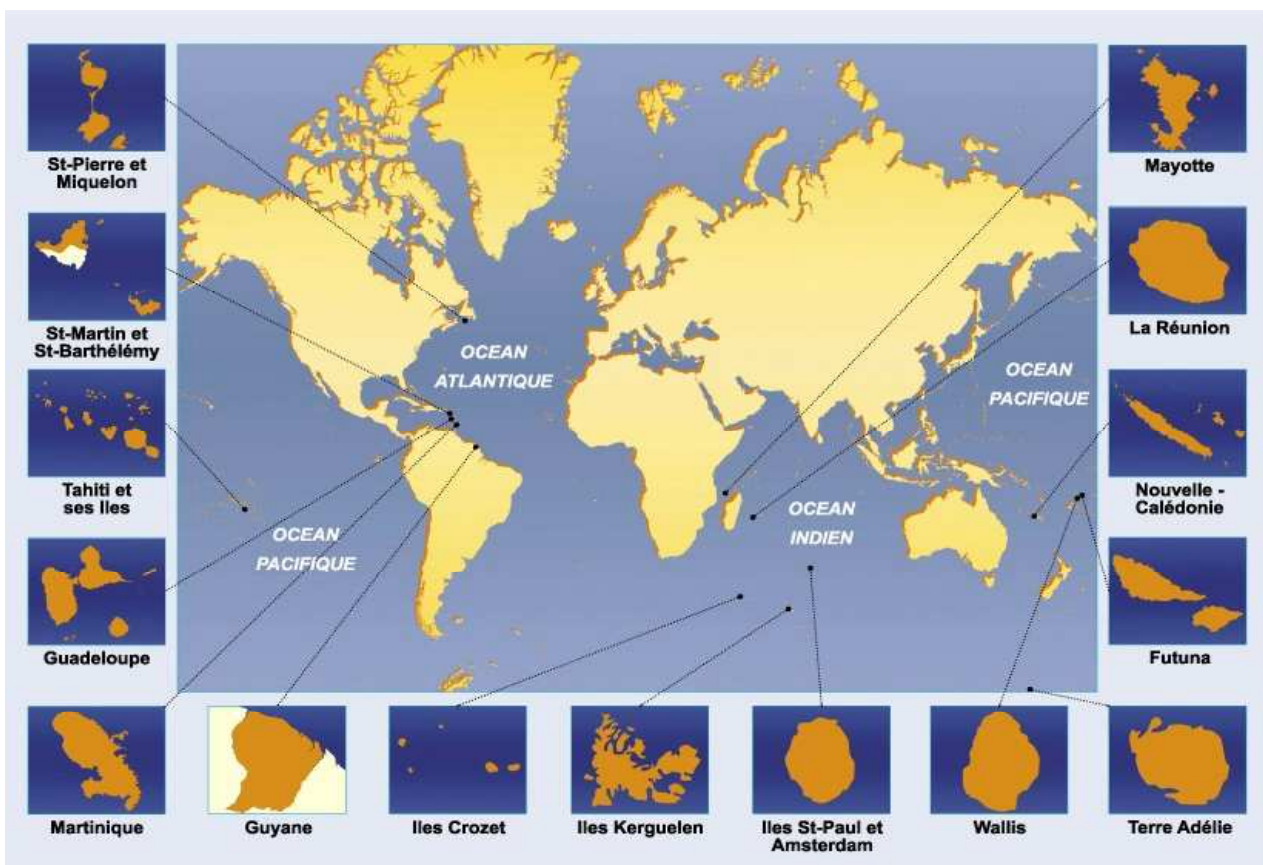 St-Pierre et
Miquelon
St-Martin et
St-Barthélémy
Tahiti et
ses Iles
Guadeloupe
Martinique
Guyane
Iles Crozet
Iles Kerguelen
Iles St-Paul et
Amsterdam
Wallis
Terre Adélie
Mayotte
La Réunion
Nouvelle -
Calédonie
Futuna
OCEAN
ATLANTIQUE
OCEAN
PACIFIQUE
OCEAN
INDIEN
OCEAN
PACIFIQUE